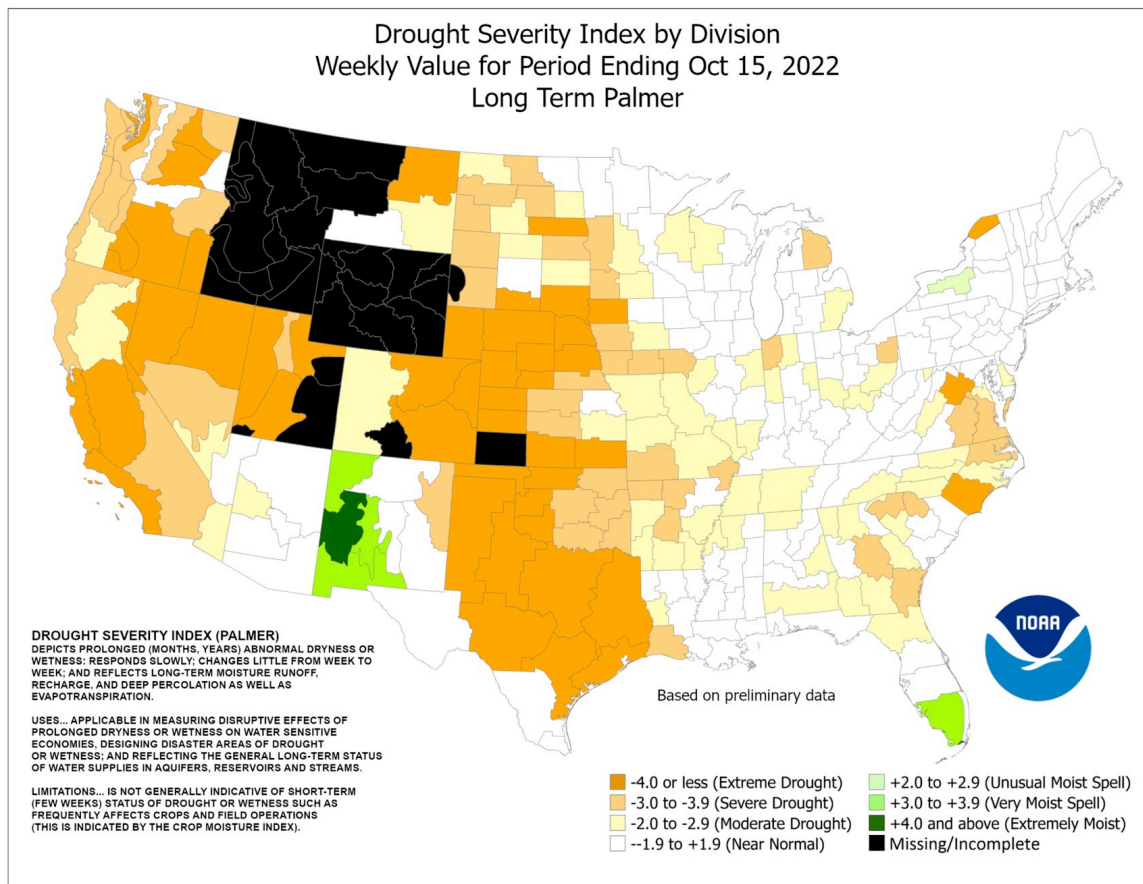 Drought Severity Index by Division
Weekly Value for Period Ending Oct 15, 2022
Long Term Palmer
DROUGHT SEVERITY INDEX (PALMER)
DEPICTS PROLONGED (MONTHS, YEARS) ABNORMAL DRYNESS OR
WETNESS: RESPONDS SLOWLY; CHANGES LITTLE FROM WEEK TO
WEEK; AND REFLECTS LONG-TERM MOISTURE RUNOFF,
RECHARGE, AND DEEP PERCOLATION AS WELL AS
EVAPOTRANSPIRATION.
USES... APPLICABLE IN MEASURING DISRUPTIVE EFFECTS OF
PROLONGED DRYNESS OR WETNESS ON WATER SENSITIVE
ECONOMIES, DESIGNING DISASTER AREAS OF DROUGHT
OR WETNESS; AND REFLECTING THE GENERAL LONG-TERM STATUS
OF WATER SUPPLIES IN AQUIFERS, RESERVOIRS AND STREAMS.
LIMITATIONS... IS NOT GENERALLY INDICATIVE OF SHORT-TERM
(FEW WEEKS) STATUS OF DROUGHT OR WETNESS SUCH AS
FREQUENTLY AFFECTS CROPS AND FIELD OPERATIONS
(THIS IS INDICATED BY THE CROP MOISTURE INDEX).
NOAA
Based on preliminary data
-4.0 or less (Extreme Drought)
-3.0 to -3.9 (Severe Drought)
-2.0 to -2.9 (Moderate Drought)
--1.9 to +1.9 (Near Normal)
+2.0 to +2.9 (Unusual Moist Spell)
+3.0 to +3.9 (Very Moist Spell)
+4.0 and above (Extremely Moist)
Missing/Incomplete